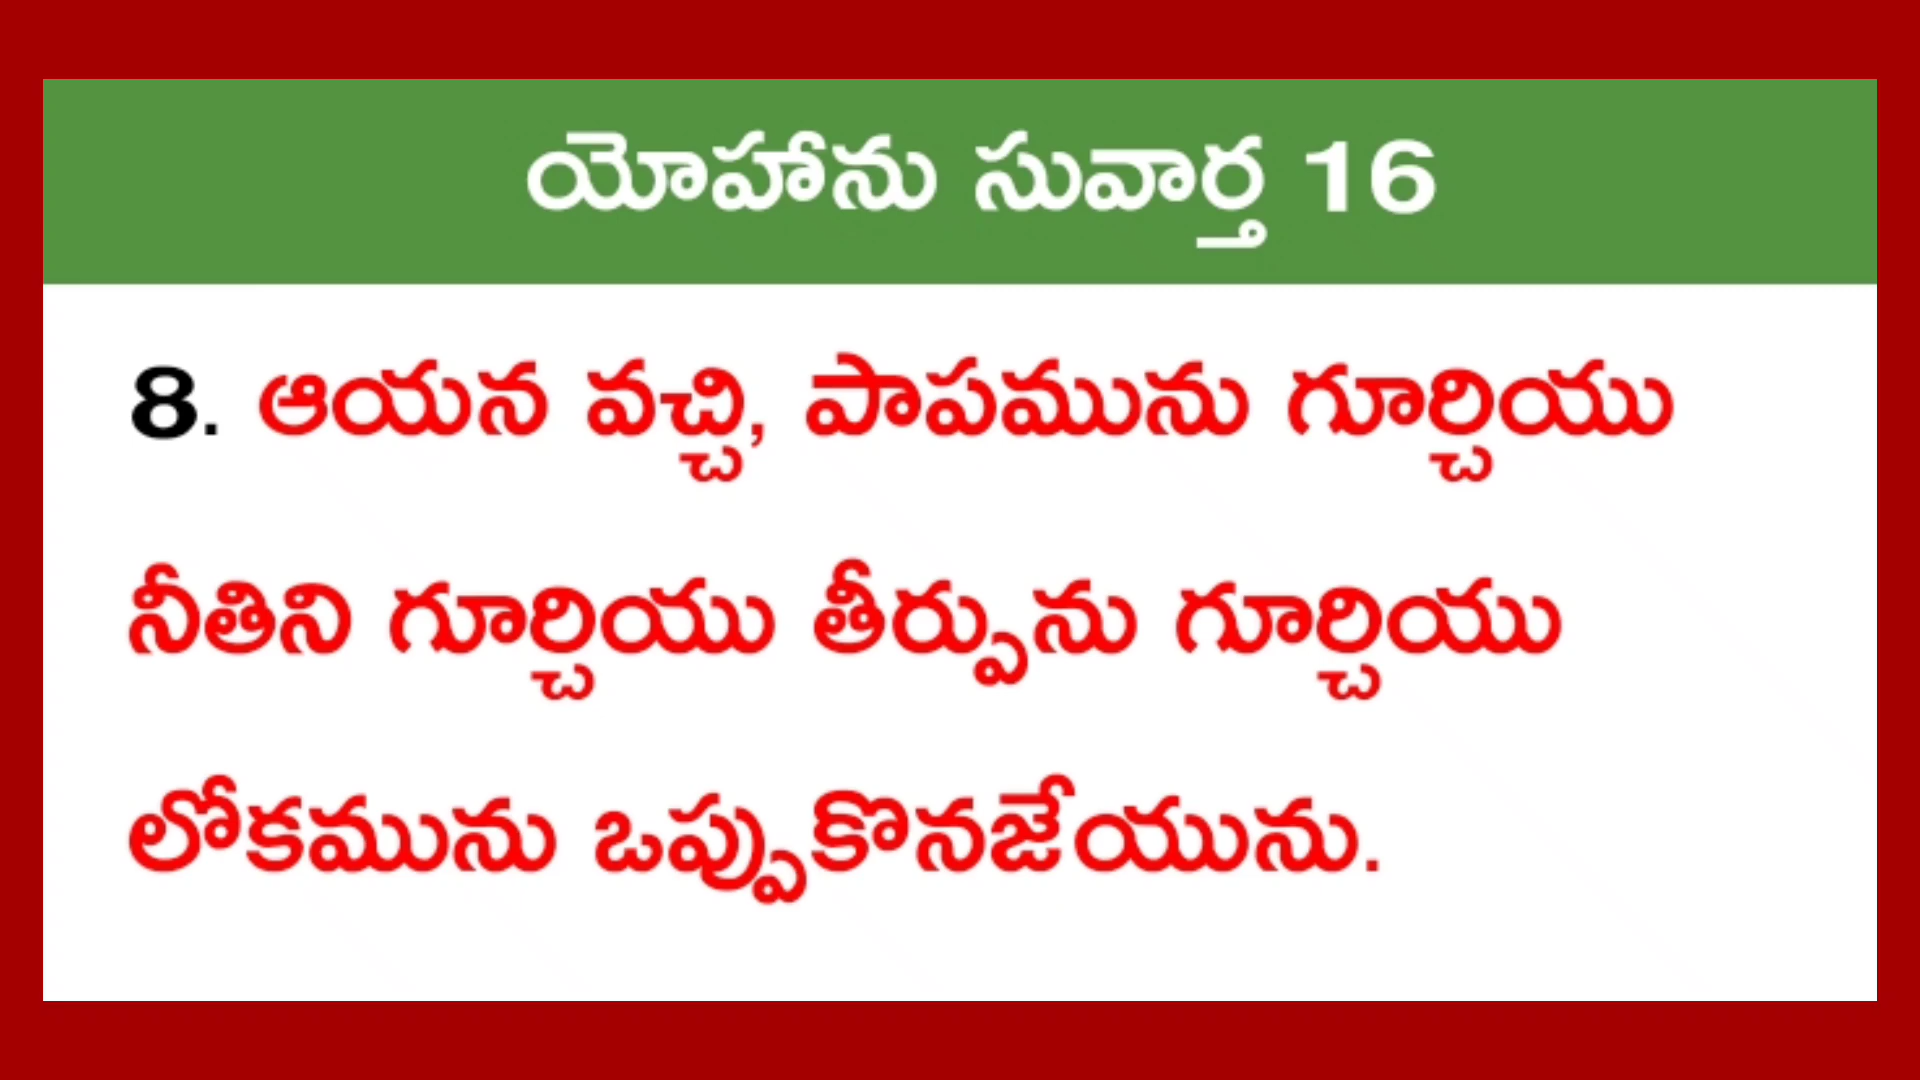 యోహాను సువార్త 16
8. ఆయన వచ్చి, పాపమును గూర్చియు
నీతిని గూర్చియు తీర్పును గూర్చియు
లోకమును ఒప్పుకొనజేయును.